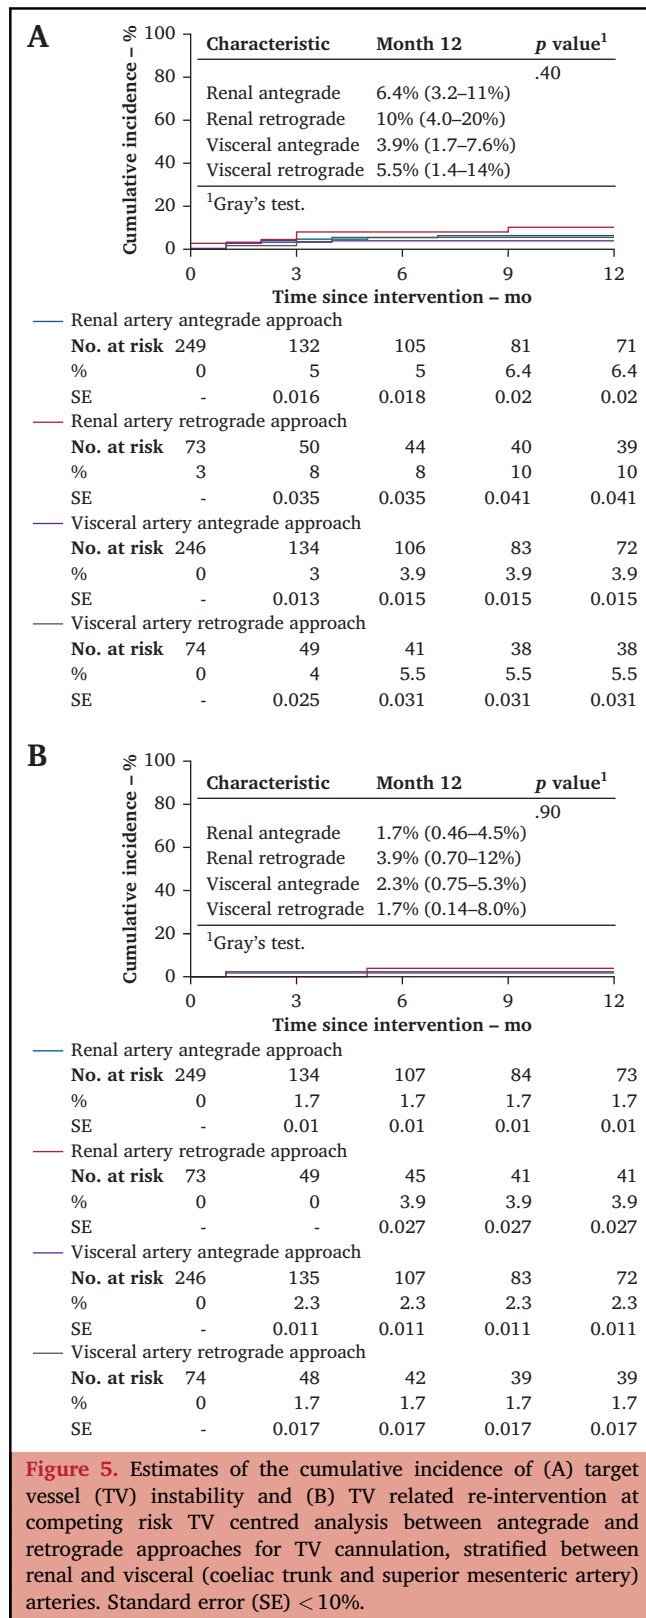 A
Cumulative incidence – %
100
80
60
40
20
0
Characteristic Month 12 p value¹
.40
Renal antegrade 6.4% (3.2–11%)
Renal retrograde 10% (4.0–20%)
Visceral antegrade 3.9% (1.7–7.6%)
Visceral retrograde 5.5% (1.4–14%)
¹Gray's test.
0 3 6 9 12
Time since intervention – mo
Renal artery antegrade approach
No. at risk 249 132 105 81 71
% 0 5 5 6.4 6.4
SE - 0.016 0.018 0.02 0.02
Renal artery retrograde approach
No. at risk 73 50 44 40 39
% 3 8 8 10 10
SE - 0.035 0.035 0.041 0.041
Visceral artery antegrade approach
No. at risk 246 134 106 83 72
% 0 3 3.9 3.9 3.9
SE - 0.013 0.015 0.015 0.015
Visceral artery retrograde approach
No. at risk 74 49 41 38 38
% 0 4 5.5 5.5 5.5
SE - 0.025 0.031 0.031 0.031
B
Cumulative incidence – %
100
80
60
40
20
0
Characteristic Month 12 p value¹
.90
Renal antegrade 1.7% (0.46–4.5%)
Renal retrograde 3.9% (0.70–12%)
Visceral antegrade 2.3% (0.75–5.3%)
Visceral retrograde 1.7% (0.14–8.0%)
¹Gray's test.
0 3 6 9 12
Time since intervention – mo
Renal artery antegrade approach
No. at risk 249 134 107 84 73
% 0 1.7 1.7 1.7 1.7
SE - 0.01 0.01 0.01 0.01
Renal artery retrograde approach
No. at risk 73 49 45 41 41
% 0 0 3.9 3.9 3.9
SE - - 0.027 0.027 0.027
Visceral artery antegrade approach
No. at risk 246 135 107 83 72
% 0 2.3 2.3 2.3 2.3
SE - 0.011 0.011 0.011 0.011
Visceral artery retrograde approach
No. at risk 74 48 42 39 39
% 0 1.7 1.7 1.7 1.7
SE - 0.017 0.017 0.017 0.017
Figure 5. Estimates of the cumulative incidence of (A) target
vessel (TV) instability and (B) TV related re-intervention at
competing risk TV centred analysis between antegrade and
retrograde approaches for TV cannulation, stratified between
renal and visceral (coeliac trunk and superior mesenteric artery)
arteries. Standard error (SE) <10%.